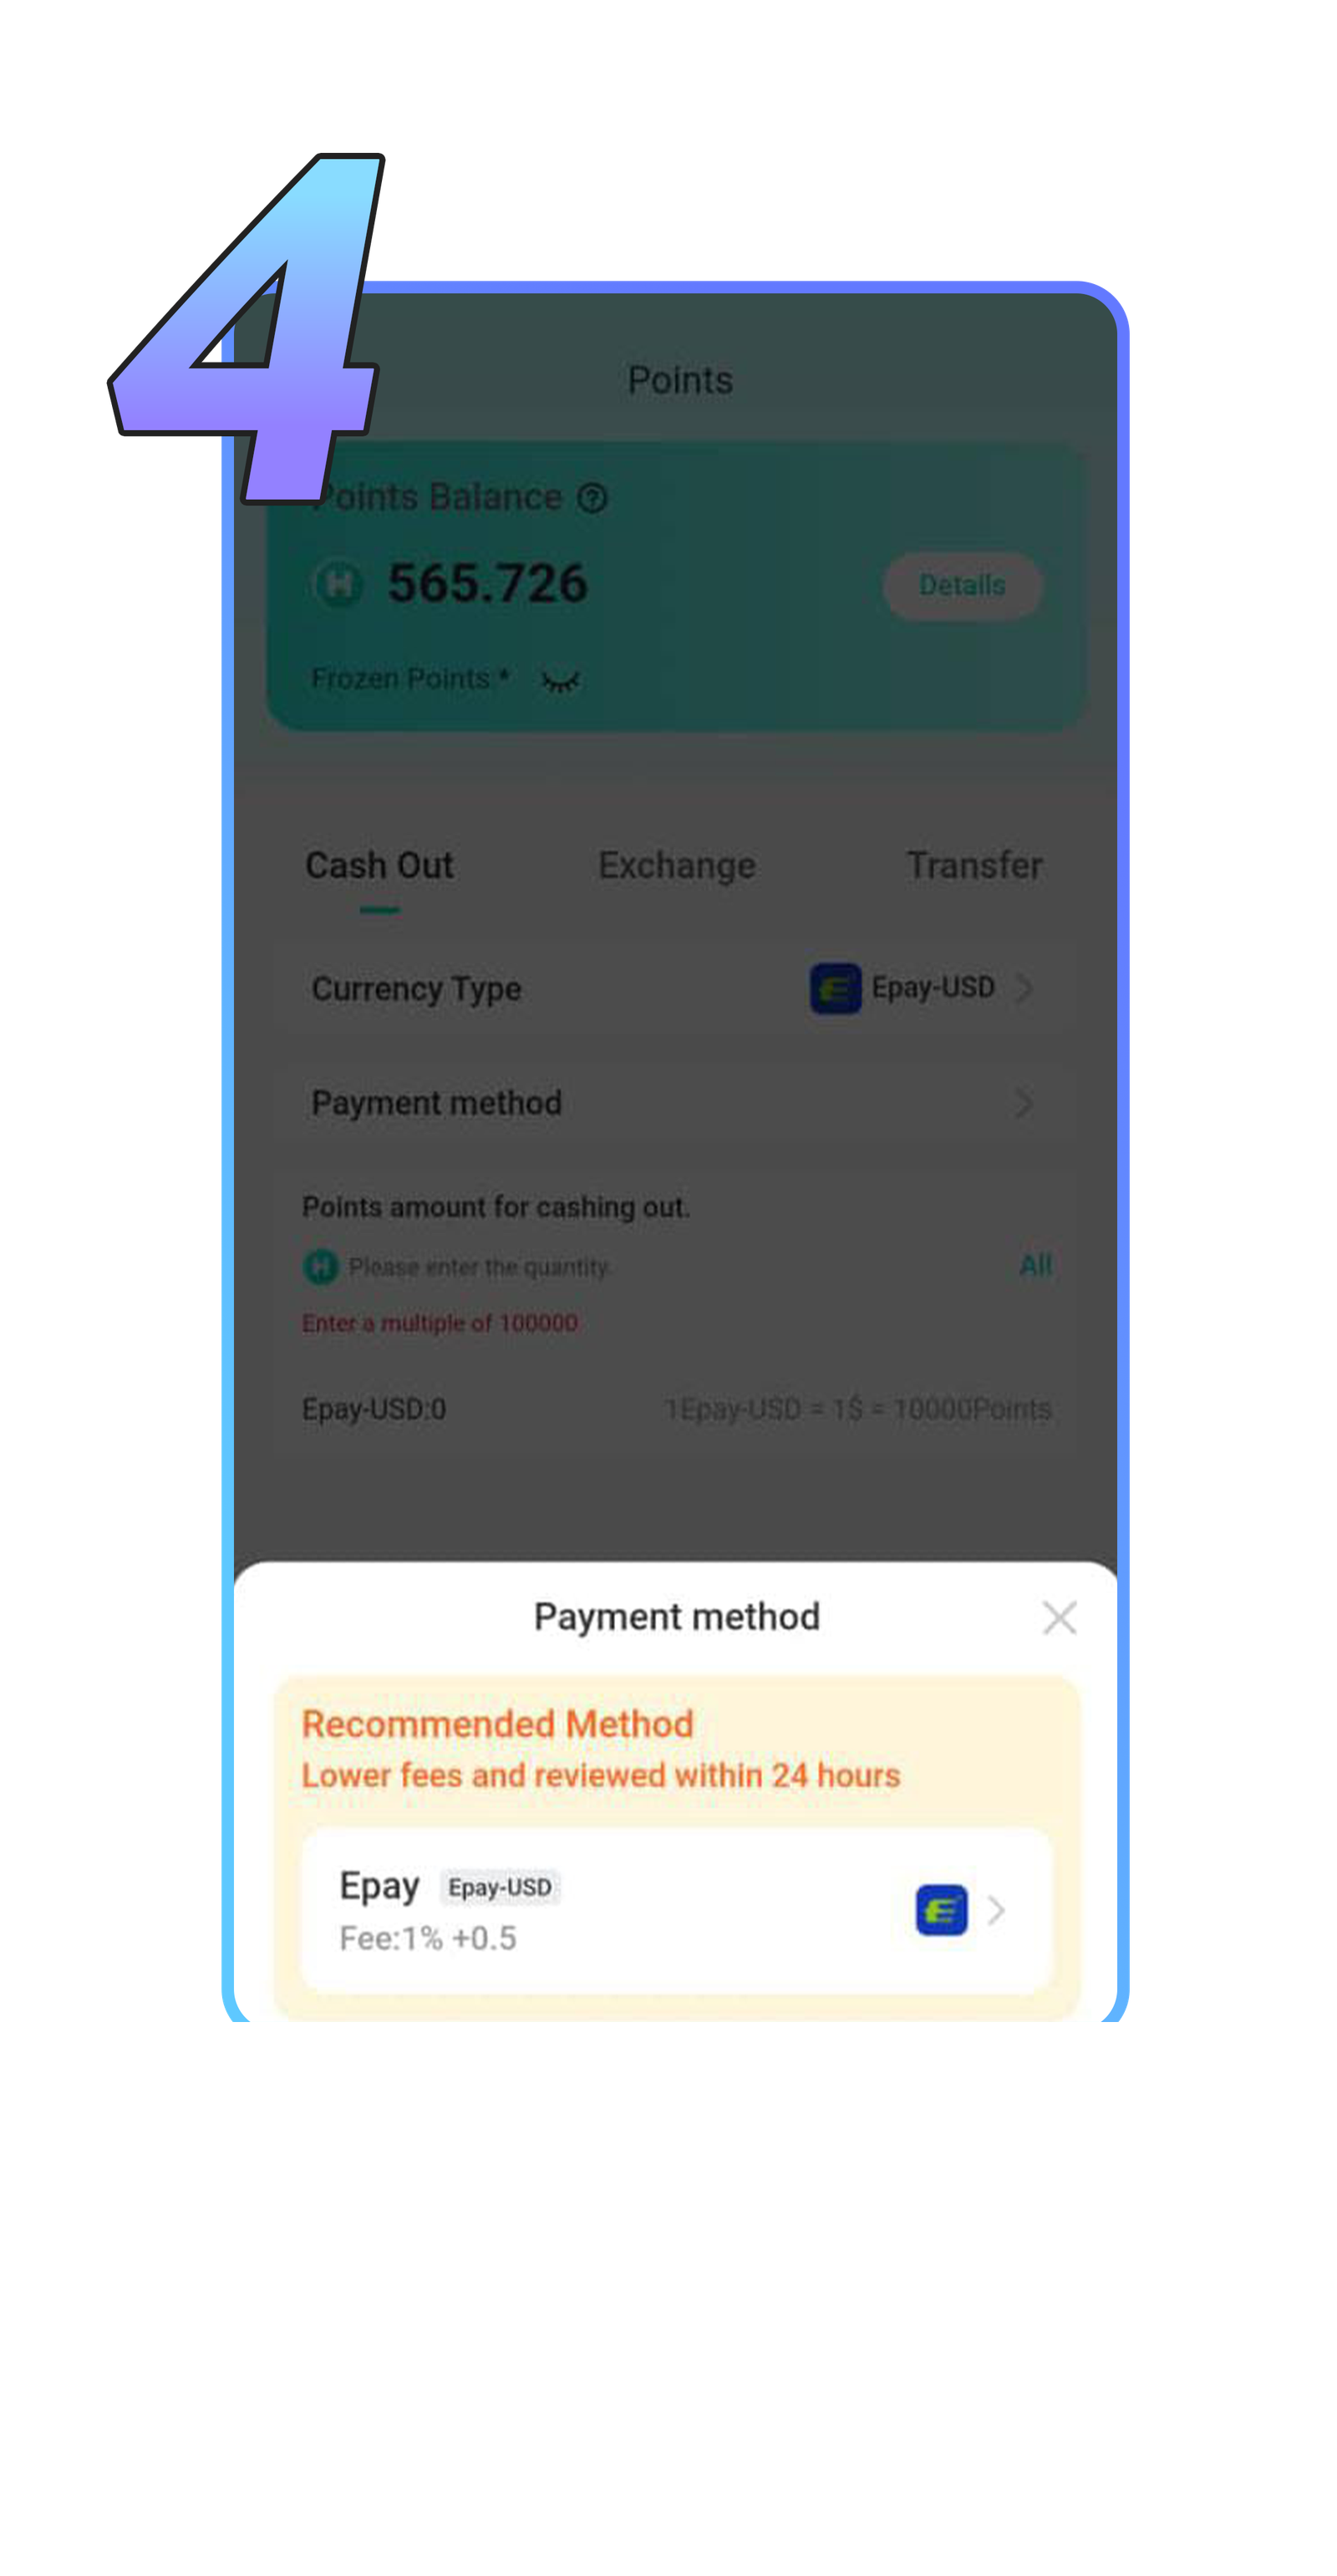 4
Points
Points Balance ?
565.726
Details
Frozen Points:*
Cash Out Exchange Transfer
Currency Type Epay-USD
Payment method
Points amount for cashing out.
Please enter the quantity.
All
Enter a multiple of 100000
Epay-USD:0 1Epay-USD = 1$ = 10000Points
Payment method
Recommended Method
Lower fees and reviewed within 24 hours
Epay Epay-USD
Fee:1% +0.5